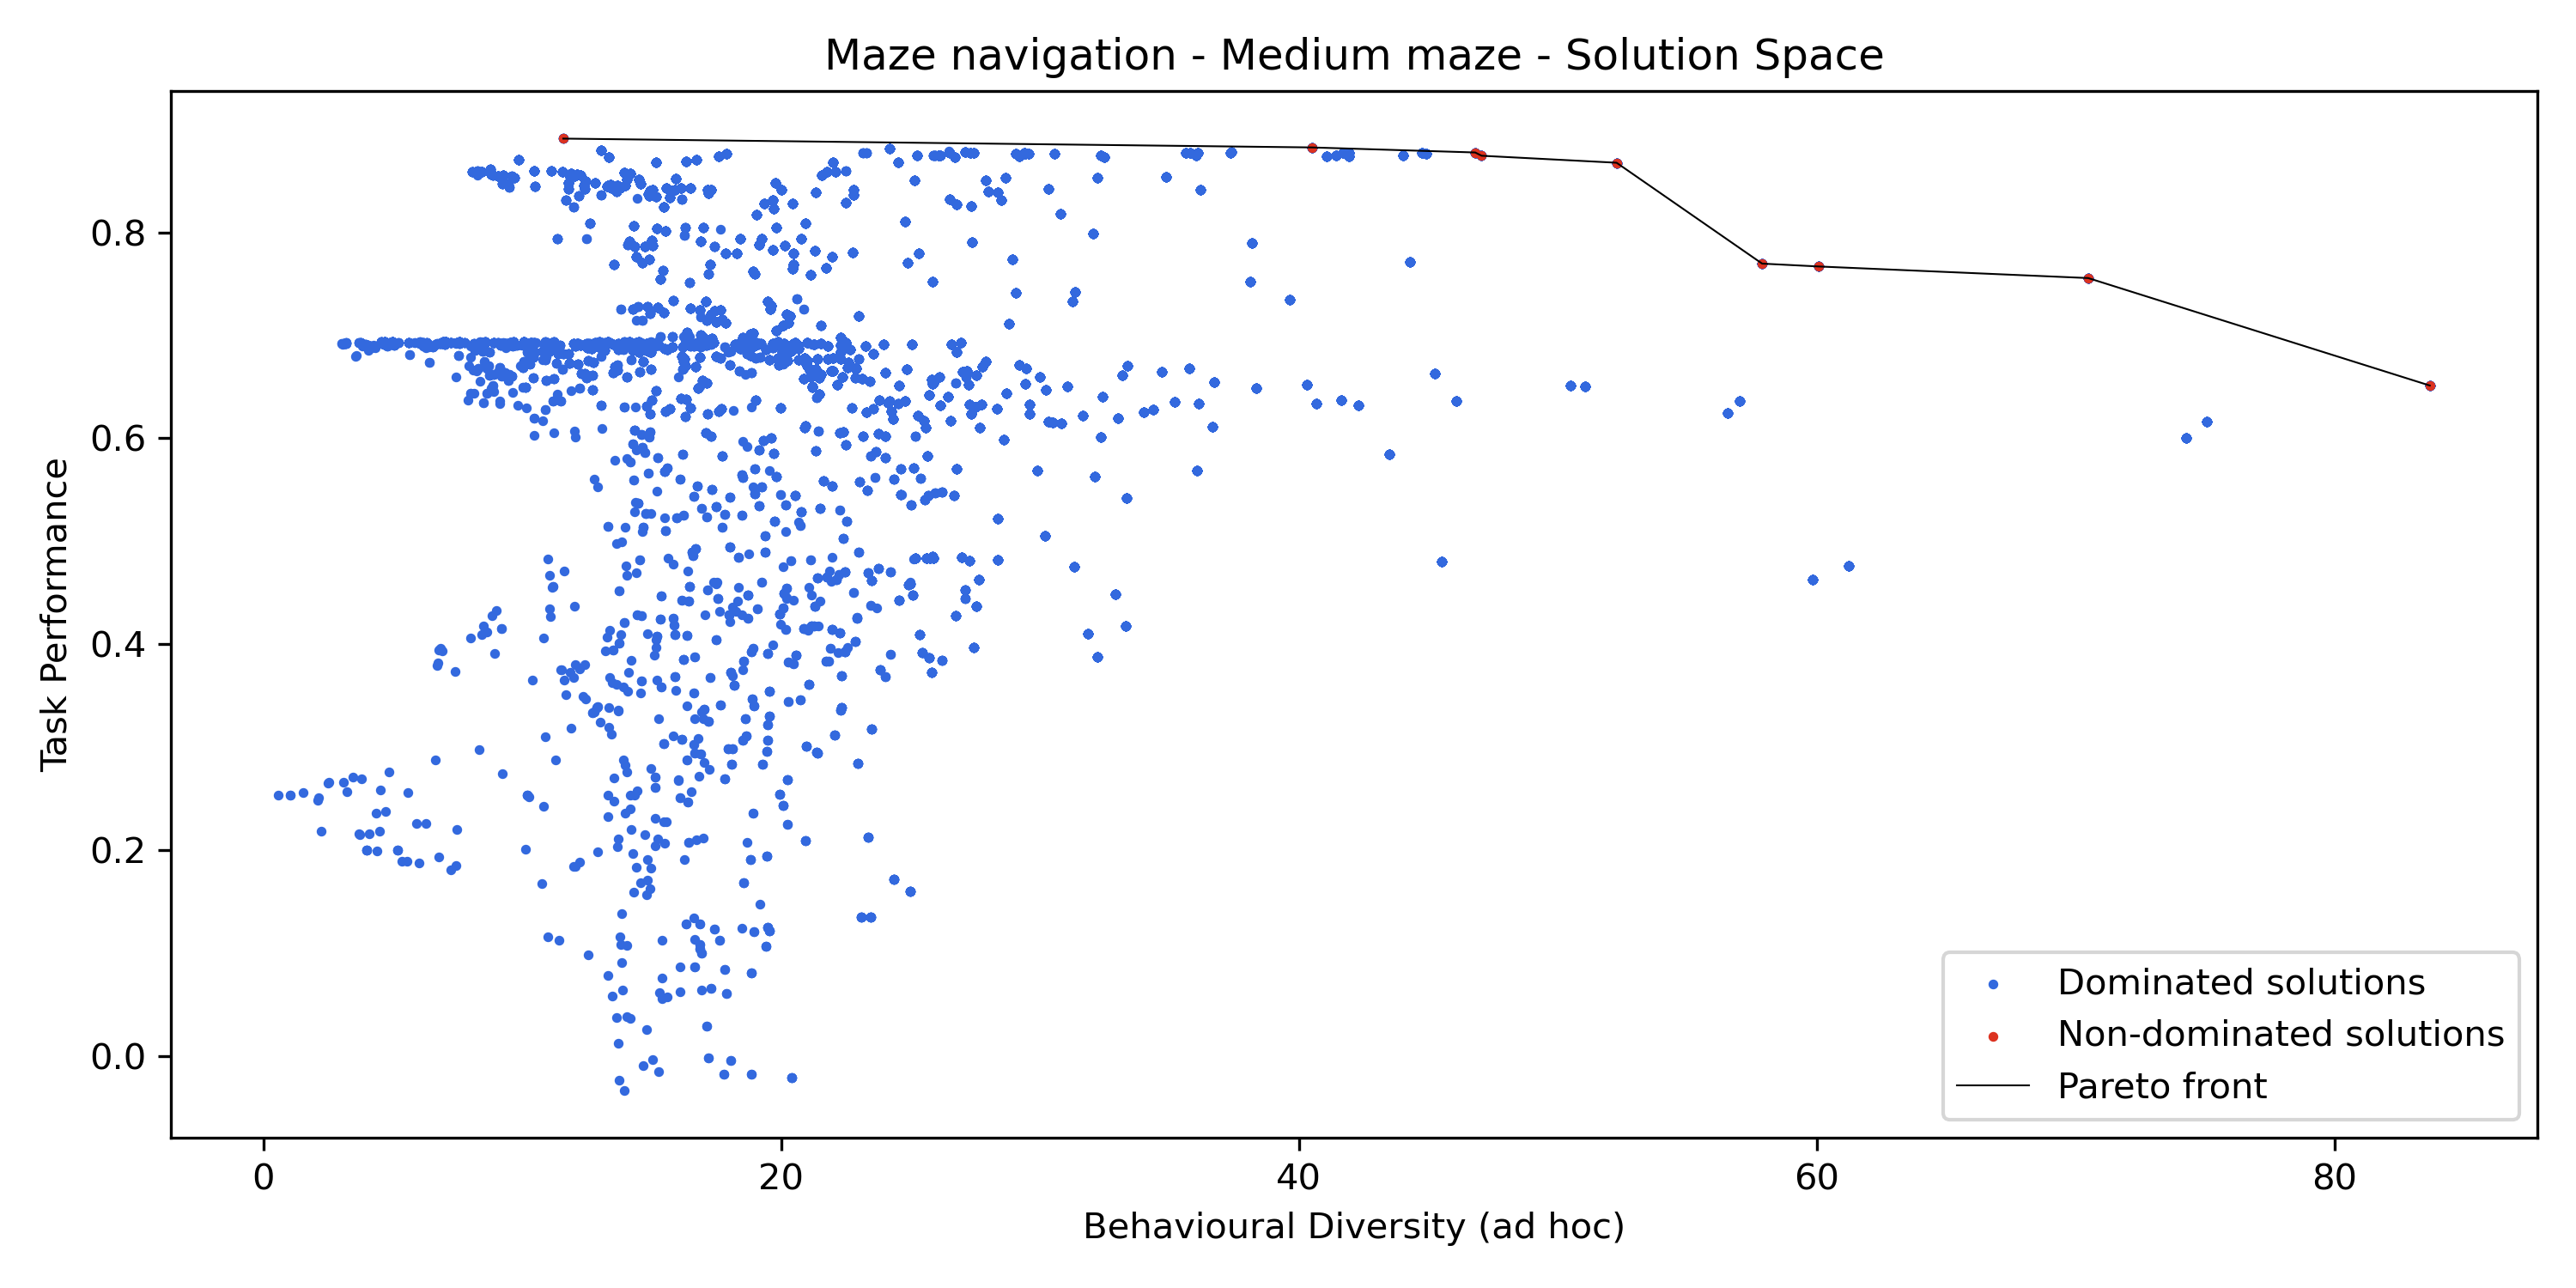 Maze navigation - Medium maze - Solution Space
Task Performance
0.8
0.6
0.4
0.2
0.0
0 20 40 60 80
Behavioural Diversity (ad hoc)
Dominated solutions
Non-dominated solutions
Pareto front